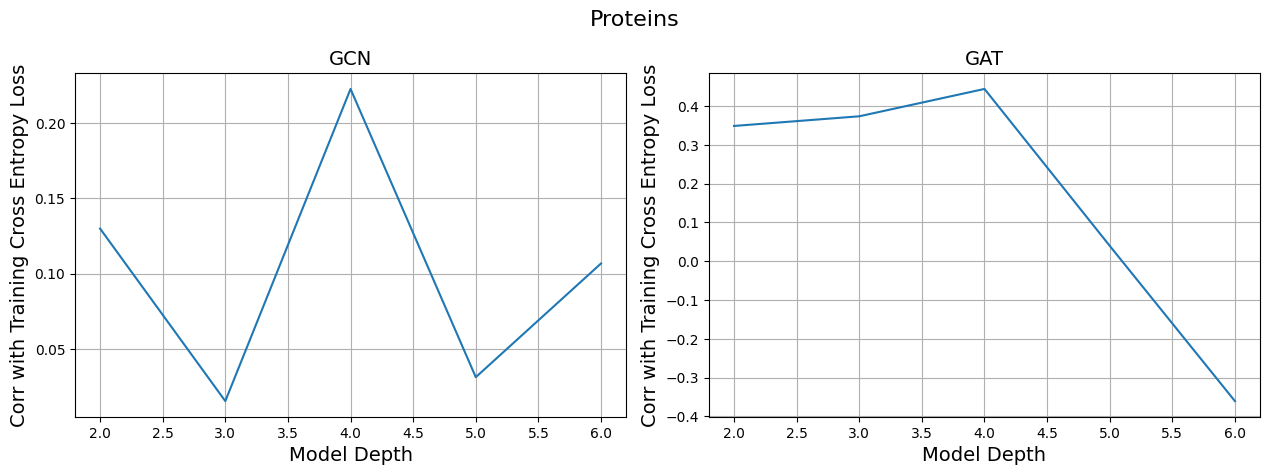 Proteins
GCN
Corr with Training Cross Entropy Loss
0.20
0.15
0.10
0.05
2.0 2.5 3.0 3.5 4.0 4.5 5.0 5.5 6.0
Model Depth
GAT
Corr with Training Cross Entropy Loss
0.4
0.3
0.2
0.1
0.0
−0.1
−0.2
−0.3
−0.4
2.0 2.5 3.0 3.5 4.0 4.5 5.0 5.5 6.0
Model Depth